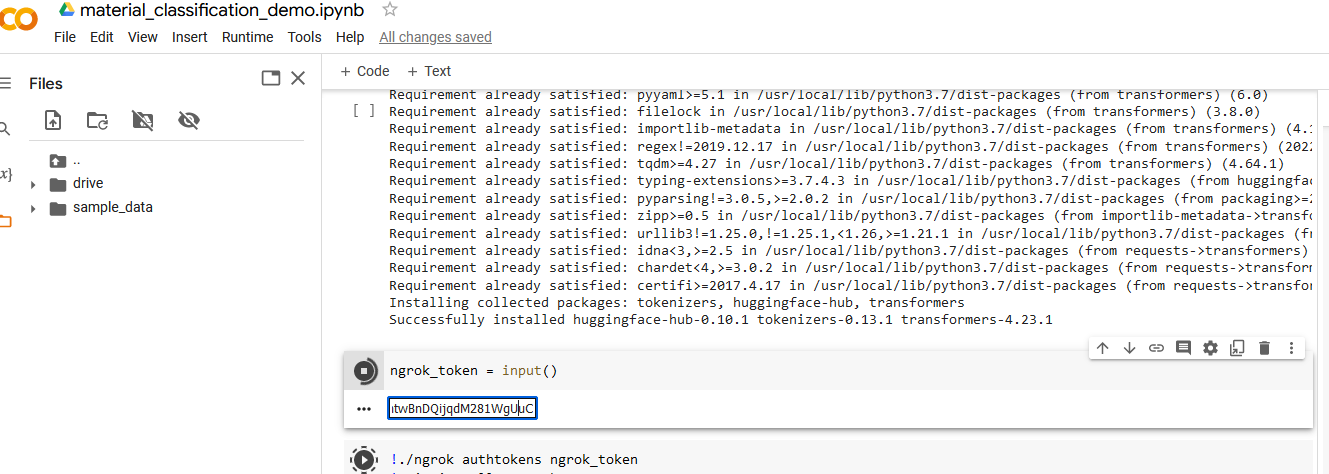 CO
material_classification_demo.ipynb
File Edit View Insert Runtime Tools Help All changes saved
Files
+ Code + Text
..
drive
sample_data
{x}
Requirement already satisfied: pyyaml>=5.1 in /usr/local/lib/python3.7/dist-packages (from transformers) (6.0)
[ ] Requirement already satisfied: filelock in /usr/local/lib/python3.7/dist-packages (from transformers) (3.8.0)
Requirement already satisfied: importlib-metadata in /usr/local/lib/python3.7/dist-packages (from transformers) (4.1
Requirement already satisfied: regex!=2019.12.17 in /usr/local/lib/python3.7/dist-packages (from transformers) (202
Requirement already satisfied: tqdm>=4.27 in /usr/local/lib/python3.7/dist-packages (from transformers) (4.64.1)
Requirement already satisfied: typing-extensions>=3.7.4.3 in /usr/local/lib/python3.7/dist-packages (from huggingfac
Requirement already satisfied: pyparsing!=3.0.5,>=2.0.2 in /usr/local/lib/python3.7/dist-packages (from packaging>=2
Requirement already satisfied: zipp>=0.5 in /usr/local/lib/python3.7/dist-packages (from importlib-metadata->transfo
Requirement already satisfied: urllib3!=1.25.0,!=1.25.1,<1.26,>=1.21.1 in /usr/local/lib/python3.7/dist-packages (fr
Requirement already satisfied: idna<3,>=2.5 in /usr/local/lib/python3.7/dist-packages (from requests->transformers)
Requirement already satisfied: chardet<4,>=3.0.2 in /usr/local/lib/python3.7/dist-packages (from requests->transform
Requirement already satisfied: certifi>=2017.4.17 in /usr/local/lib/python3.7/dist-packages (from requests->transfor
Installing collected packages: tokenizers, huggingface-hub, transformers
Successfully installed huggingface-hub-0.10.1 tokenizers-0.13.1 transformers-4.23.1
ngrok_token = input()
twBnDQijqdM281WgUuC
!./ngrok authtokens ngrok_token